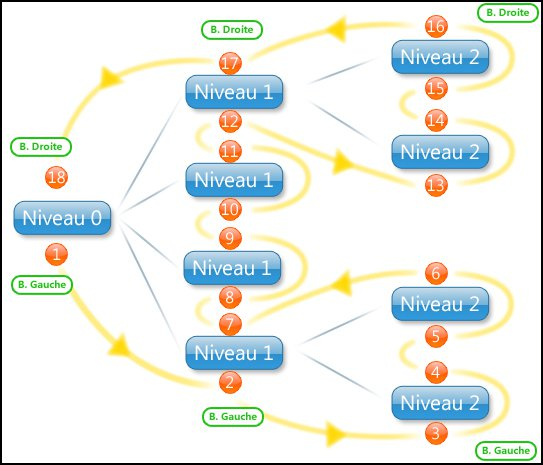 B. Droite
16
B. Droite
17
Niveau 2
Niveau 1
15
12
14
B. Droite
11
Niveau 2
18
Niveau 1
13
10
Niveau 0
9
1
Niveau 1
6
B. Gauche
8
Niveau 2
7
5
Niveau 1
4
2
Niveau 2
B. Gauche
3
B. Gauche